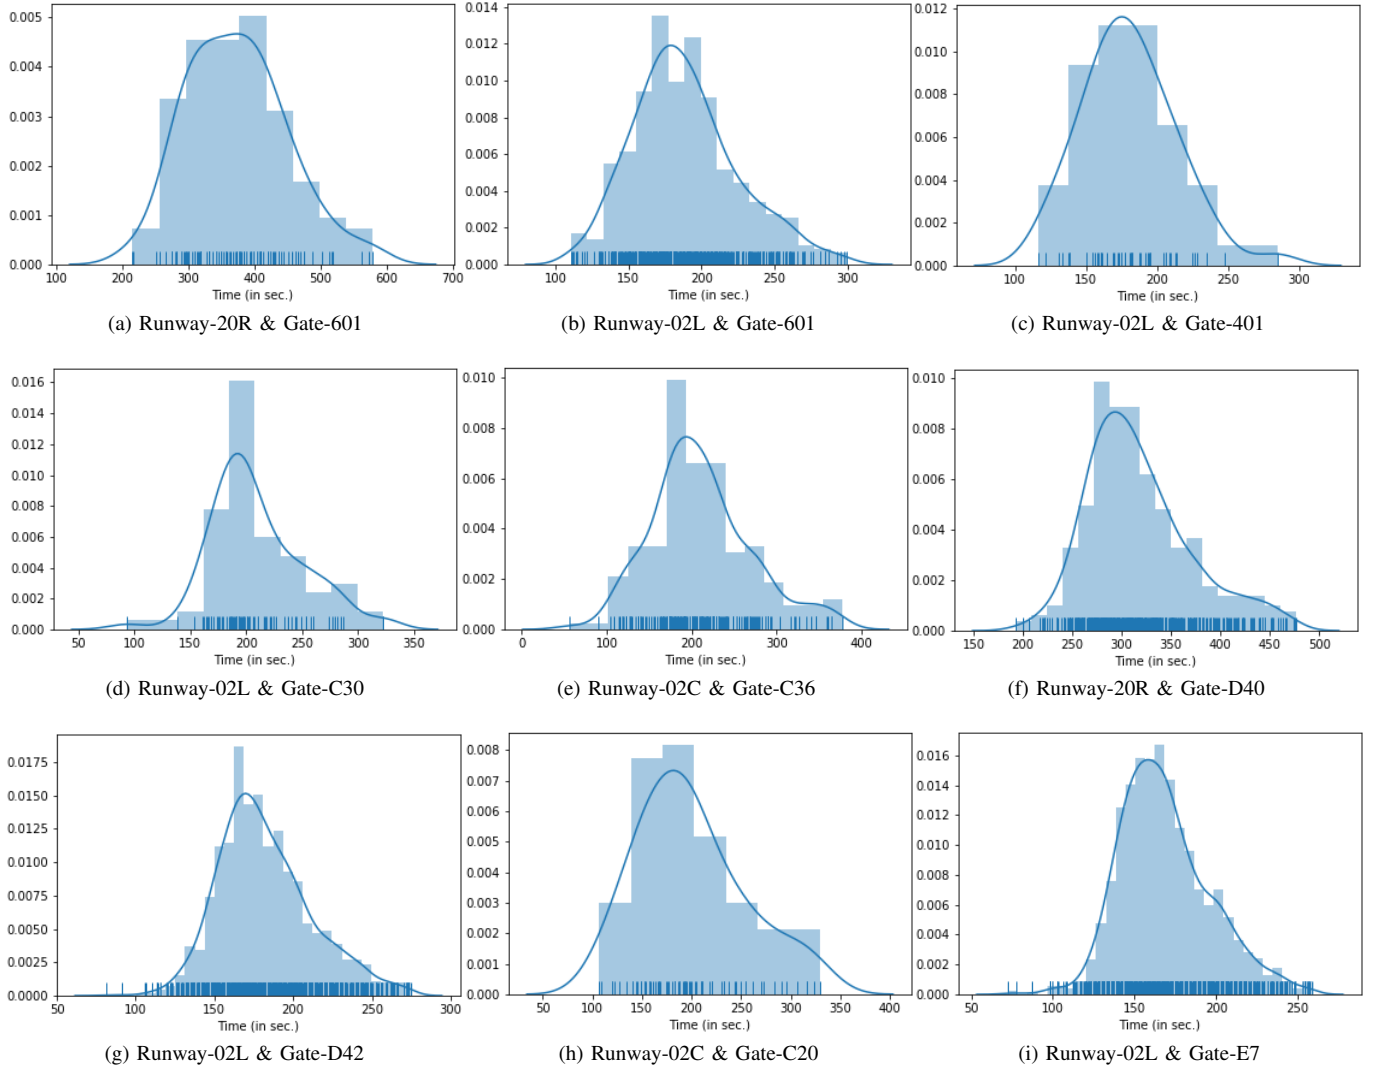 0.005
0.004
0.003
0.002
0.001
0.000
100 200 300 400 500 600 700
Time (in sec.)
(a) Runway-20R & Gate-601
0.014
0.012
0.010
0.008
0.006
0.004
0.002
0.000
100 150 200 250 300
Time (in sec.)
(b) Runway-02L & Gate-601
0.012
0.010
0.008
0.006
0.004
0.002
0.000
100 150 200 250 300
Time (in sec.)
(c) Runway-02L & Gate-401
0.016
0.014
0.012
0.010
0.008
0.006
0.004
0.002
0.000
50 100 150 200 250 300 350
Time (in sec.)
(d) Runway-02L & Gate-C30
0.010
0.008
0.006
0.004
0.002
0.000
0 100 200 300 400
Time (in sec.)
(e) Runway-02C & Gate-C36
0.010
0.008
0.006
0.004
0.002
0.000
150 200 250 300 350 400 450 500
Time (in sec.)
(f) Runway-20R & Gate-D40
0.0175
0.0150
0.0125
0.0100
0.0075
0.0050
0.0025
0.0000
50 100 150 200 250 300
Time (in sec.)
(g) Runway-02L & Gate-D42
0.008
0.007
0.006
0.005
0.004
0.003
0.002
0.001
0.000
50 100 150 200 250 300 350 400
Time (in sec.)
(h) Runway-02C & Gate-C20
0.016
0.014
0.012
0.010
0.008
0.006
0.004
0.002
0.000
50 100 150 200 250
Time (in sec.)
(i) Runway-02L & Gate-E7